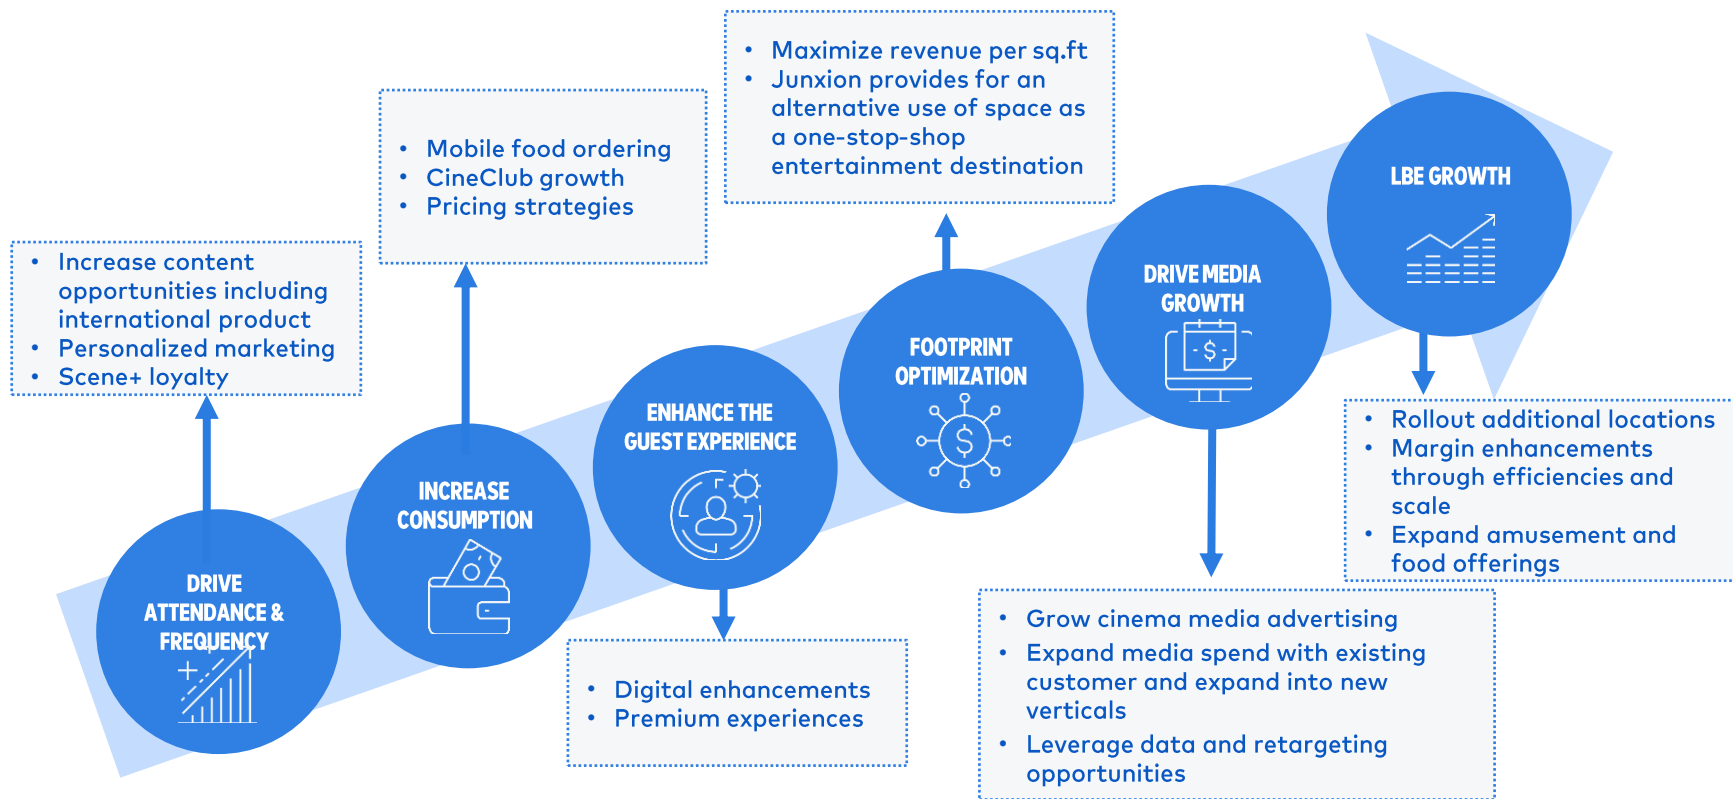 • Increase content
opportunities including
international product
• Personalized marketing
• Scene+ loyalty
DRIVE
ATTENDANCE &
FREQUENCY
• Mobile food ordering
• CineClub growth
• Pricing strategies
INCREASE
CONSUMPTION
ENHANCE THE
GUEST EXPERIENCE
• Digital enhancements
• Premium experiences
• Maximize revenue per sq.ft
• Junxion provides for an
alternative use of space as
a one-stop-shop
entertainment destination
FOOTPRINT
OPTIMIZATION
$
DRIVE MEDIA
GROWTH
- $ -
• Grow cinema media advertising
• Expand media spend with existing
customer and expand into new
verticals
• Leverage data and retargeting
opportunities
LBE GROWTH
• Rollout additional locations
• Margin enhancements
through efficiencies and
scale
• Expand amusement and
food offerings